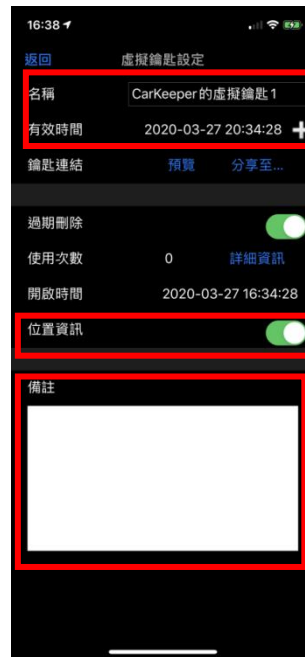 16:38
返回 虛擬鑰匙設定
名稱 CarKeeper的虛擬鑰匙1
有效時間 2020-03-27 20:34:28 +
鑰匙連結 預覽 分享至...
過期刪除
使用次數 0 詳細資訊
開啟時間 2020-03-27 16:34:28
位置資訊
備註